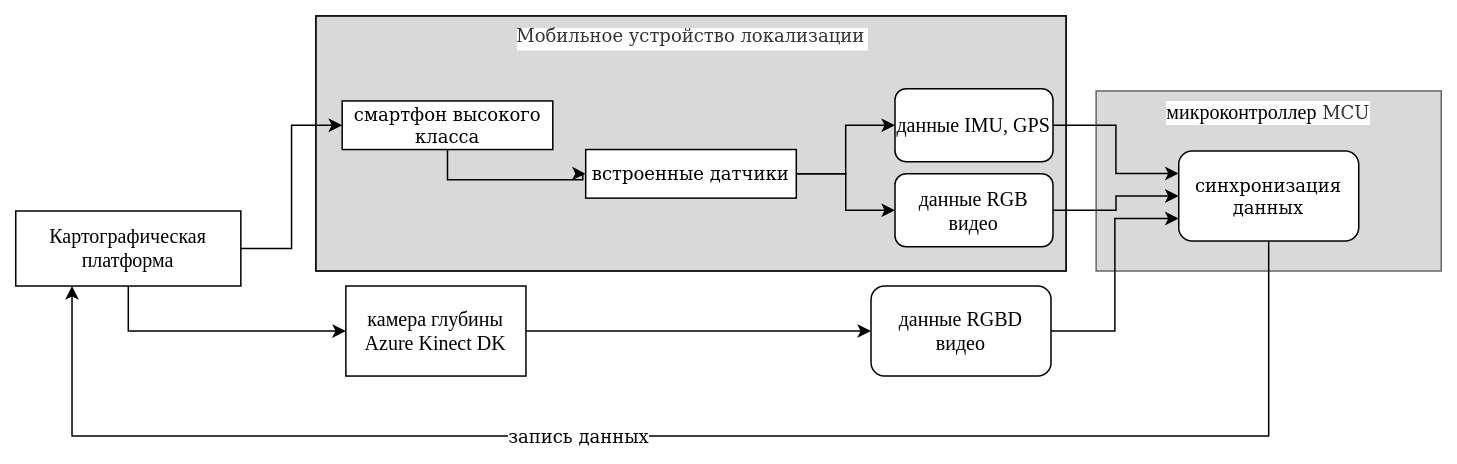 Мобильное устройство локализации
смартфон высокого
класса
встроенные датчики
данные IMU, GPS
данные RGB
видео
микроконтроллер MCU
синхронизация
данных
Картографическая
платформа
камера глубины
Azure Kinect DK
данные RGBD
видео
запись данных